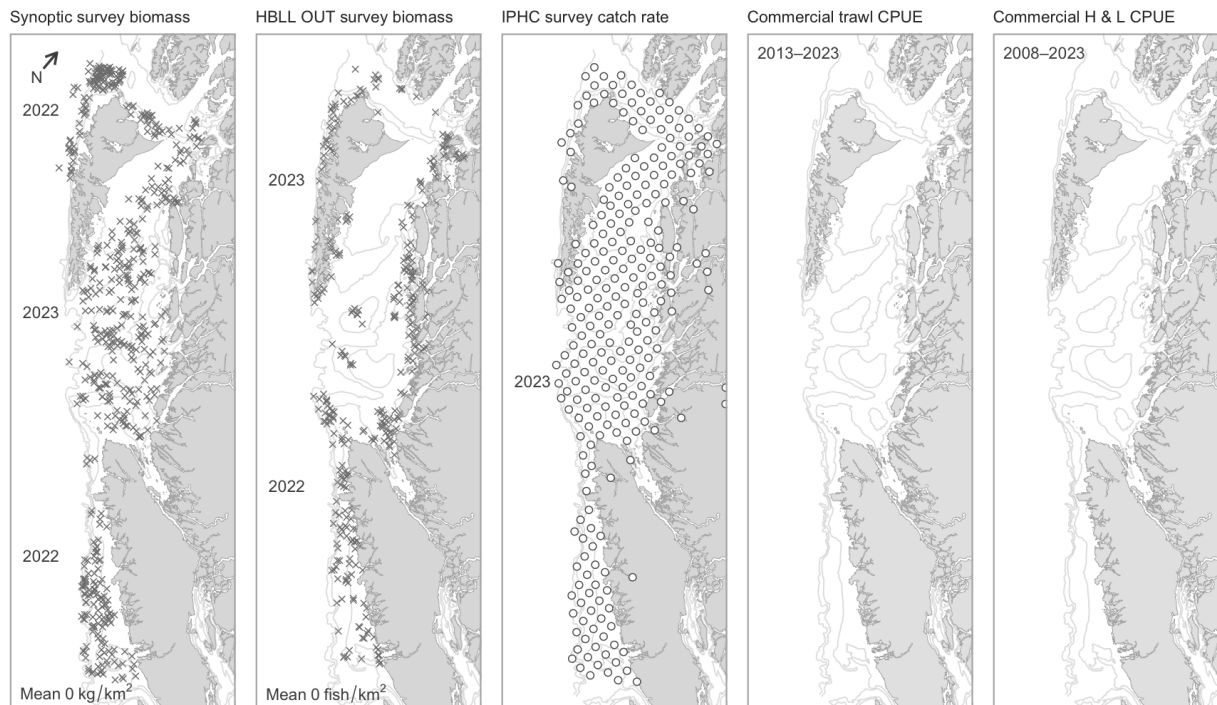 Synoptic survey biomass
HBLL OUT survey biomass
IPHC survey catch rate
Commercial trawl CPUE
Commercial H & L CPUE
N
2022
2023
2022
Mean 0 kg/km²
2023
2022
Mean 0 fish/km²
2023
2013–2023
2008–2023